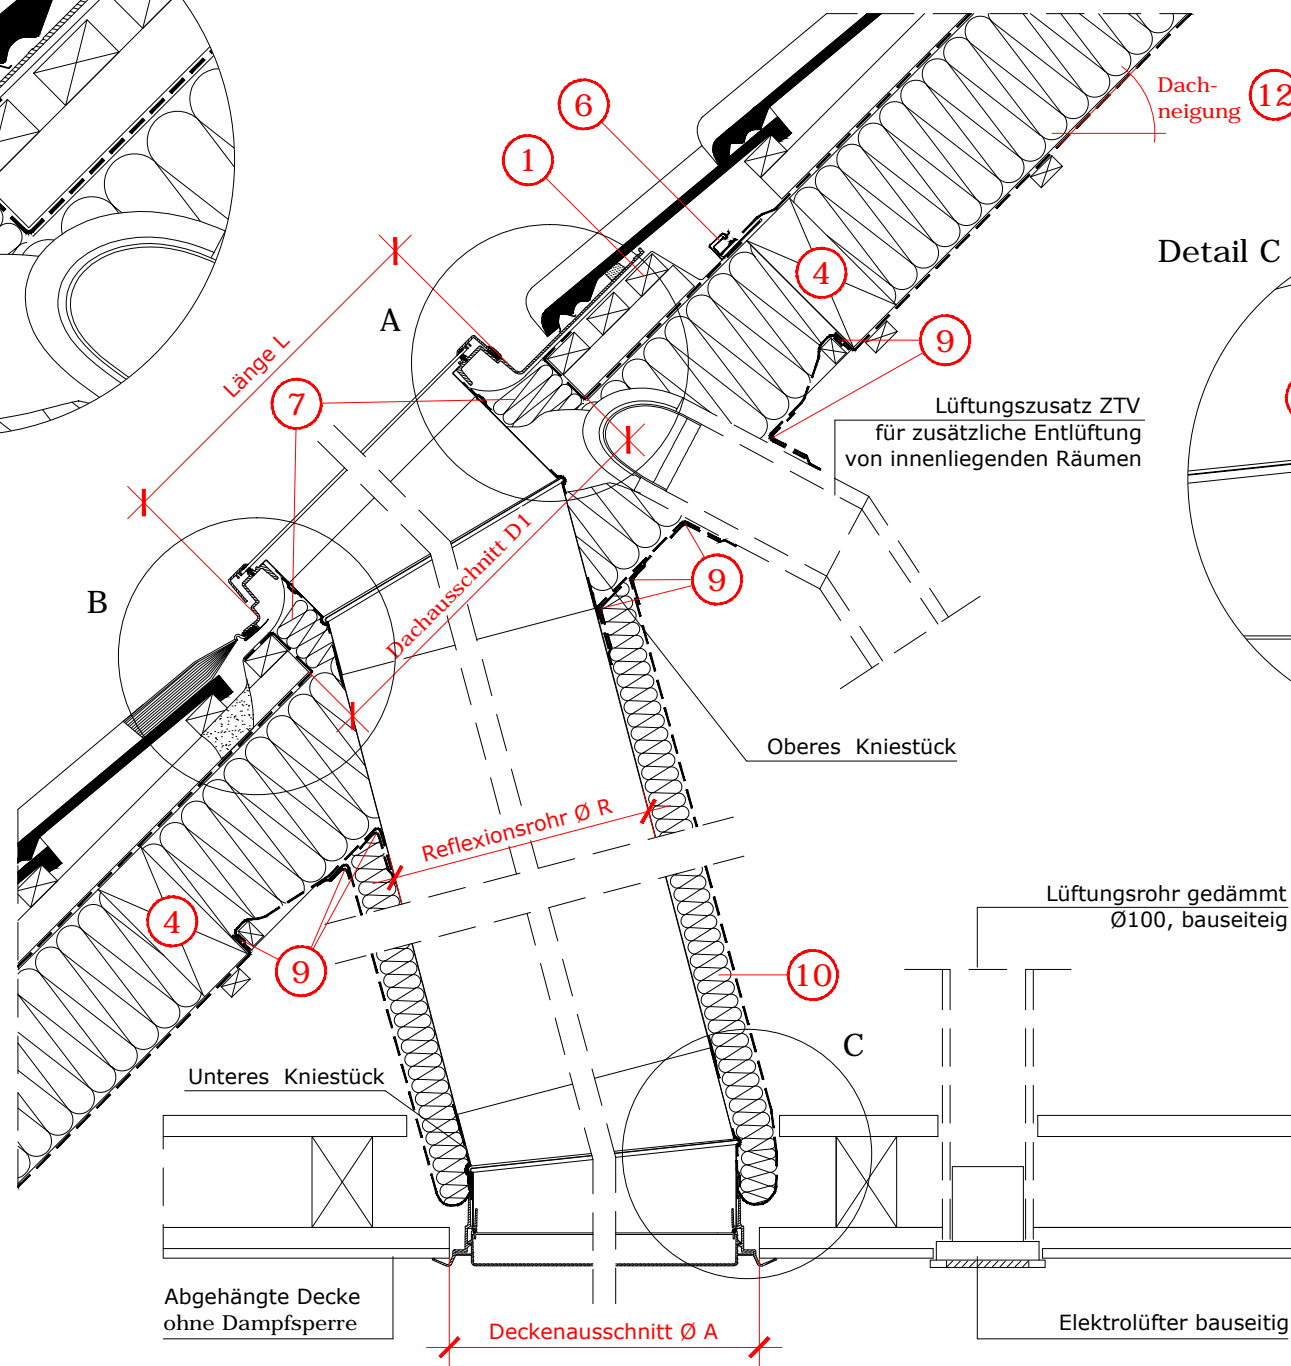 Dach-
neigung
12
6
1
4
Detail C
A
9
Länge L
7
Lüftungszusatz ZTV
für zusätzliche Entlüftung
von innenliegenden Räumen
Dachausschnitt D1
9
B
Oberes Kniestück
Reflexionsrohr Ø R
Lüftungsrohr gedämmt
Ø100, bauseiteig
4
9
10
C
Unteres Kniestück
Abgehängte Decke
ohne Dampfsperre
Deckenausschnitt Ø A
Elektrolüfter bauseitig